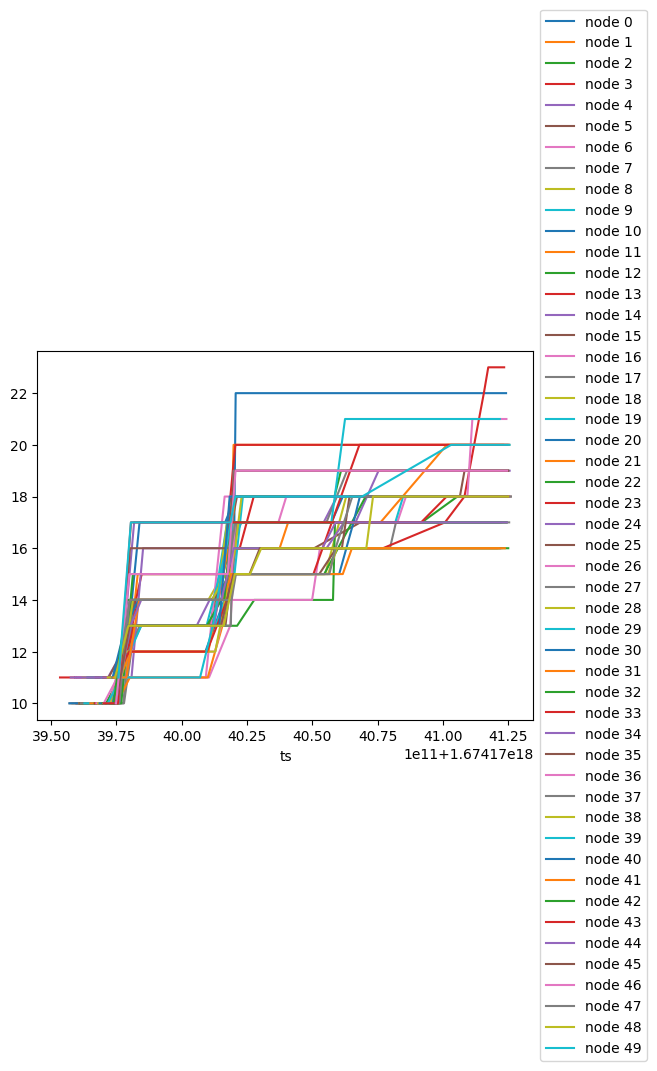 22
20
18
16
14
12
10
39.50 39.75 40.00 40.25 40.50 40.75 41.00 41.25
ts
1e11+1.67417e18
node 0
node 1
node 2
node 3
node 4
node 5
node 6
node 7
node 8
node 9
node 10
node 11
node 12
node 13
node 14
node 15
node 16
node 17
node 18
node 19
node 20
node 21
node 22
node 23
node 24
node 25
node 26
node 27
node 28
node 29
node 30
node 31
node 32
node 33
node 34
node 35
node 36
node 37
node 38
node 39
node 40
node 41
node 42
node 43
node 44
node 45
node 46
node 47
node 48
node 49